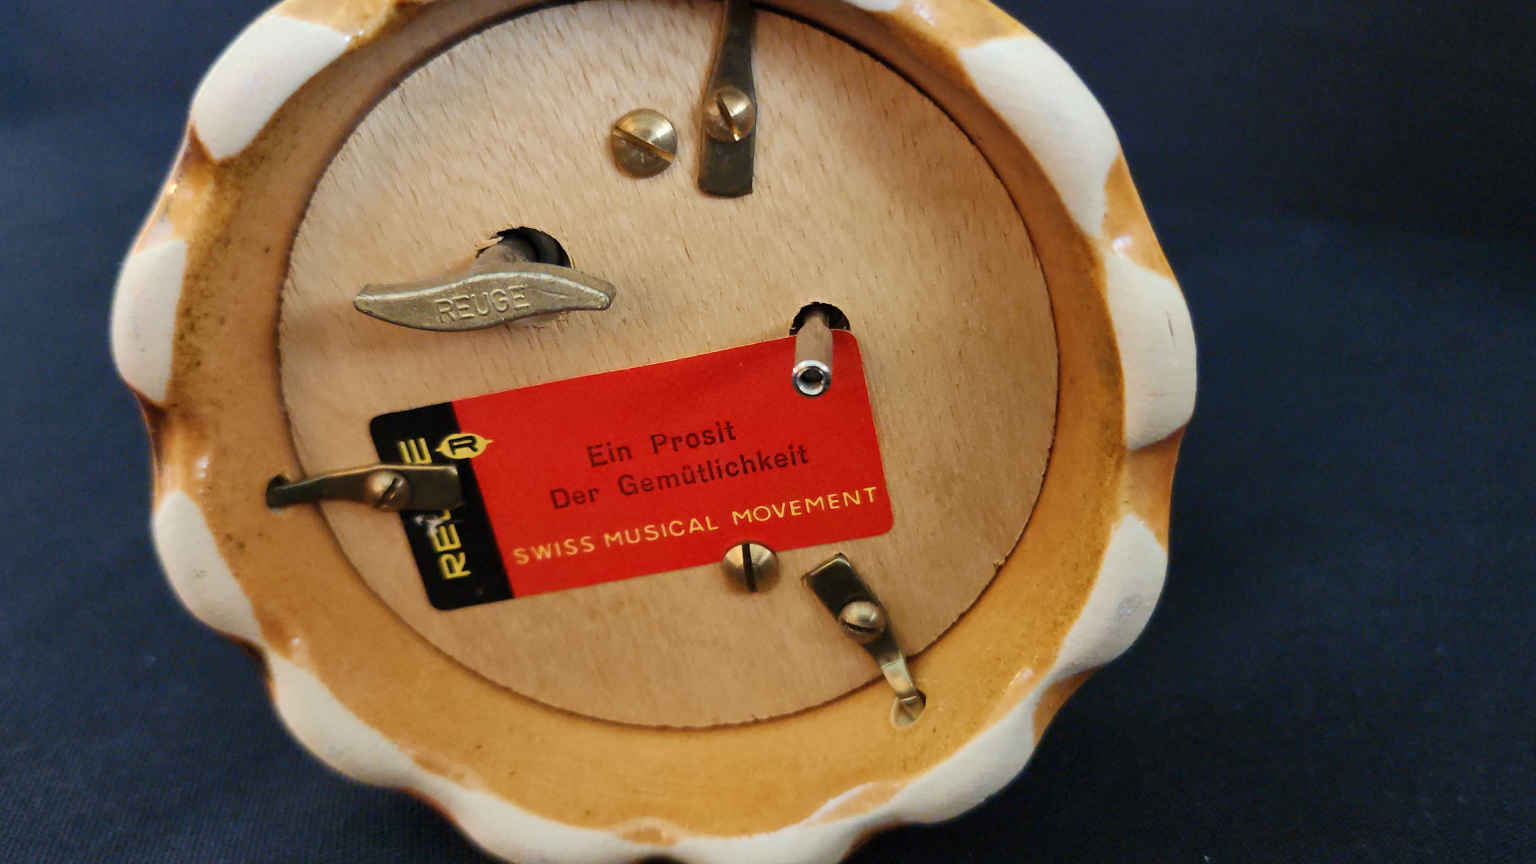 REUGE
R
Ein Prosit
Der Gemütlichkeit
SWISS MUSICAL MOVEMENT